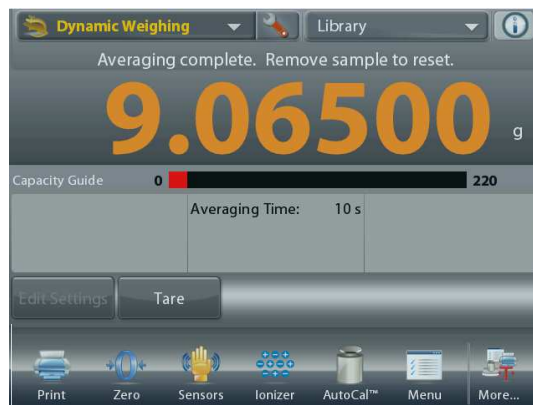 Dynamic Weighing Library
Averaging complete. Remove sample to reset.
9.06500 g
Capacity Guide 0 220
Averaging Time: 10 s
Edit Settings Tare
Print Zero Sensors Ionizer AutoCal™ Menu More...